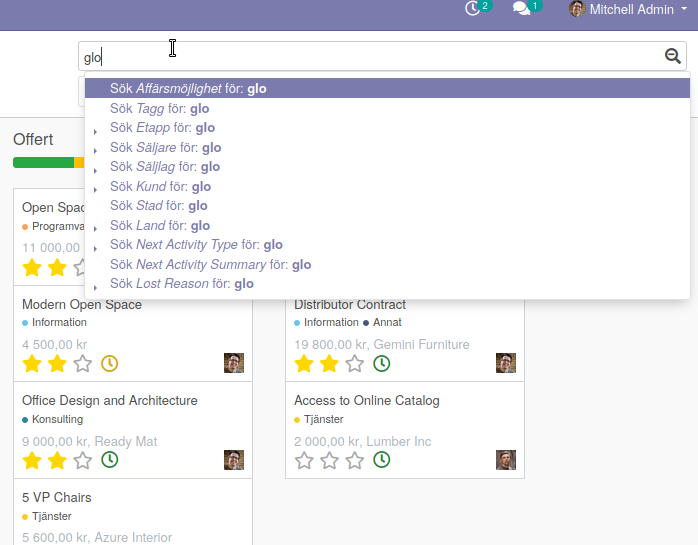 2
1
Mitchell Admin
glo
Sök Affärsmöjlighet för: glo
Sök Tagg för: glo
Sök Etapp för: glo
Sök Säljare för: glo
Sök Säljlag för: glo
Sök Kund för: glo
Sök Stad för: glo
Sök Land för: glo
Sök Next Activity Type för: glo
Sök Next Activity Summary för: glo
Sök Lost Reason för: glo
Offert
Open Spac
Programva
11 000,00
Modern Open Space
Information
4 500,00 kr
Office Design and Architecture
Konsulting
9 000,00 kr, Ready Mat
5 VP Chairs
Tjänster
5 600,00 kr, Azure Interior
Distributor Contract
Information Annat
19 800,00 kr, Gemini Furniture
Access to Online Catalog
Tjänster
2 000,00 kr, Lumber Inc